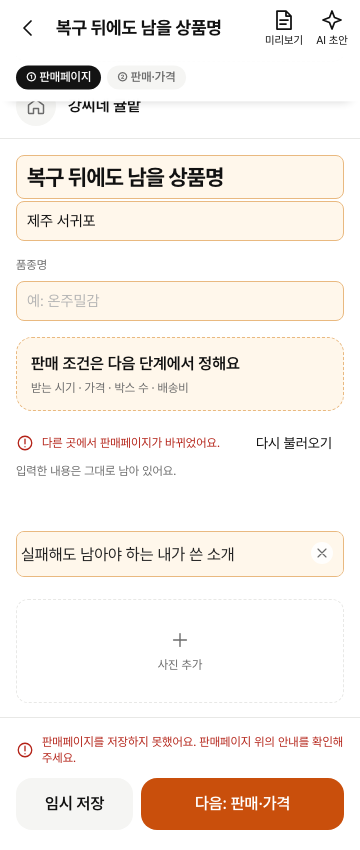 복구 뒤에도 남을 상품명
미리보기
AI 초안
① 판매페이지
② 판매·가격
강씨네 귤밭
복구 뒤에도 남을 상품명
제주 서귀포
품종명
예: 온주밀감
판매 조건은 다음 단계에서 정해요
받는 시기 · 가격 · 박스 수 · 배송비
다른 곳에서 판매페이지가 바뀌었어요.
다시 불러오기
입력한 내용은 그대로 남아 있어요.
실패해도 남아야 하는 내가 쓴 소개
사진 추가
판매페이지를 저장하지 못했어요. 판매페이지 위의 안내를 확인해
주세요.
임시 저장
다음: 판매·가격